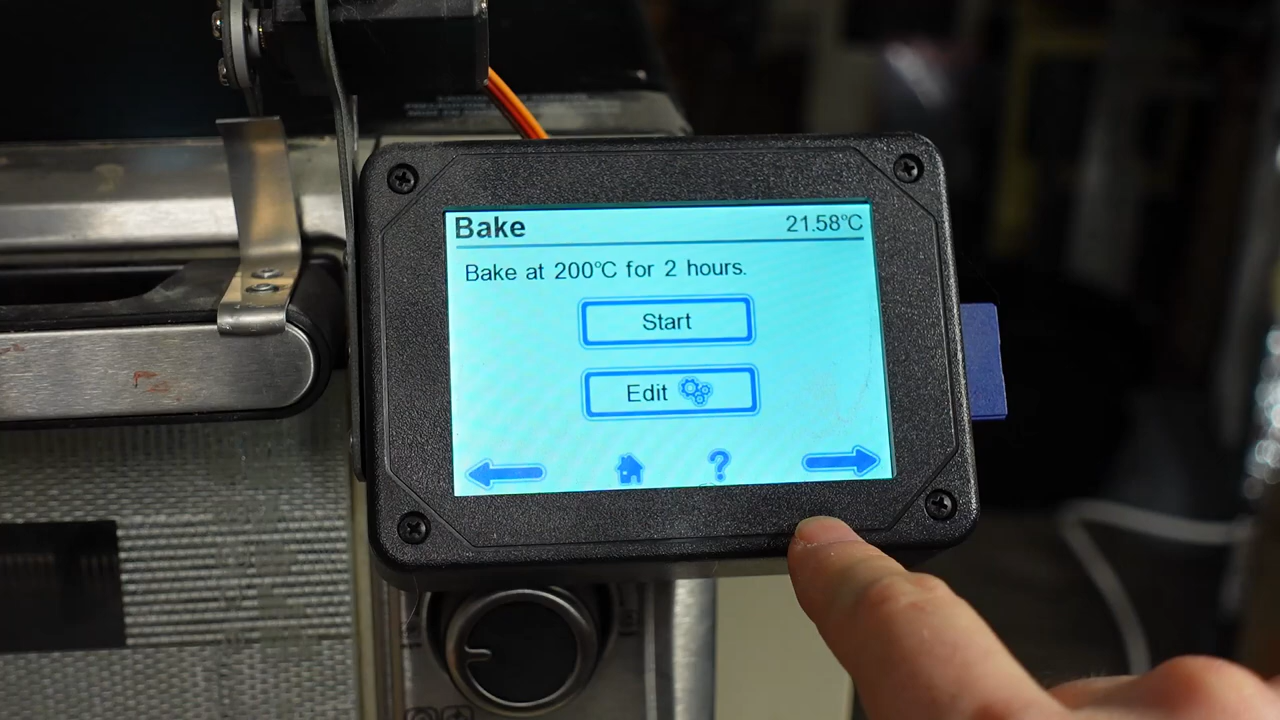 Bake
21.58℃
Bake at 200℃ for 2 hours.
Start
Edit
?